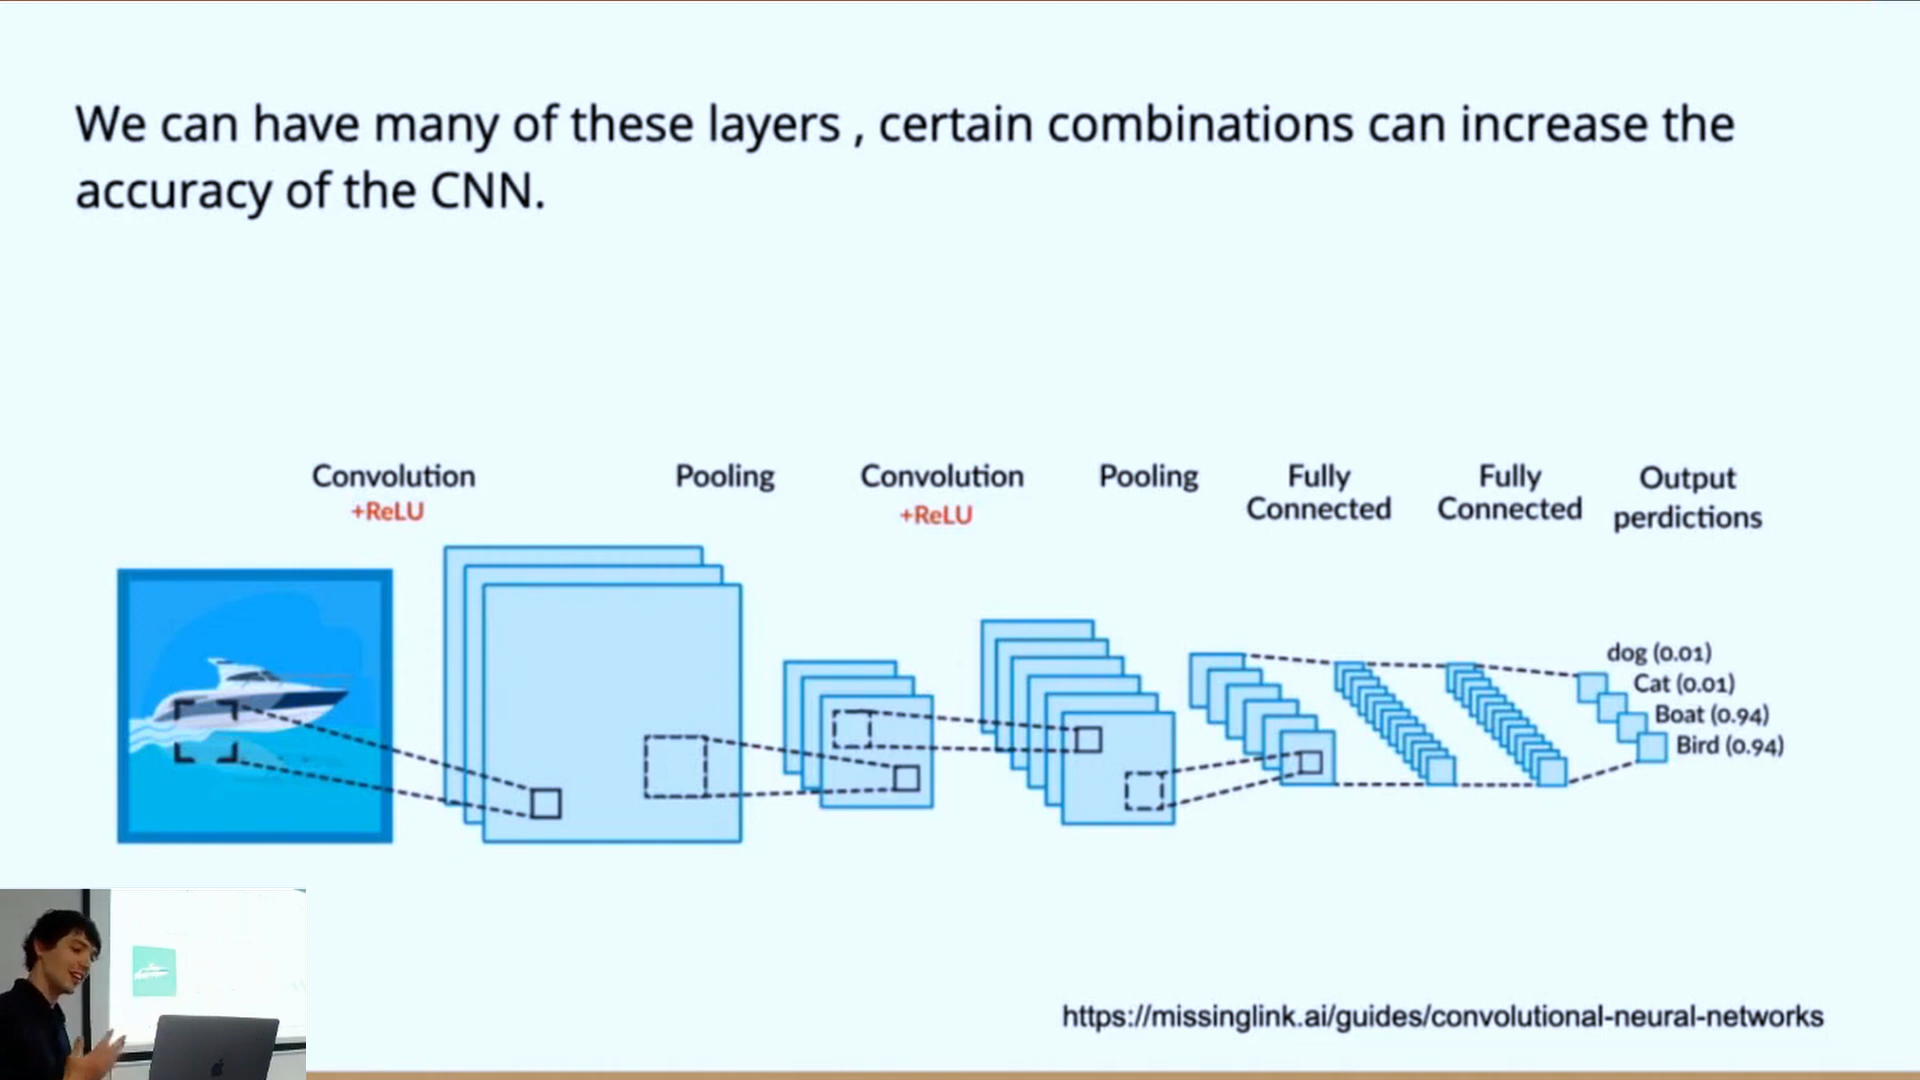 We can have many of these layers , certain combinations can increase the
accuracy of the CNN.
Convolution
+ReLU
Pooling
Convolution
+ReLU
Pooling
Fully
Connected
Fully
Connected
Output
perdictions
dog (0.01)
Cat (0.01)
Boat (0.94)
Bird (0.94)
https://missinglink.ai/guides/convolutional-neural-networks